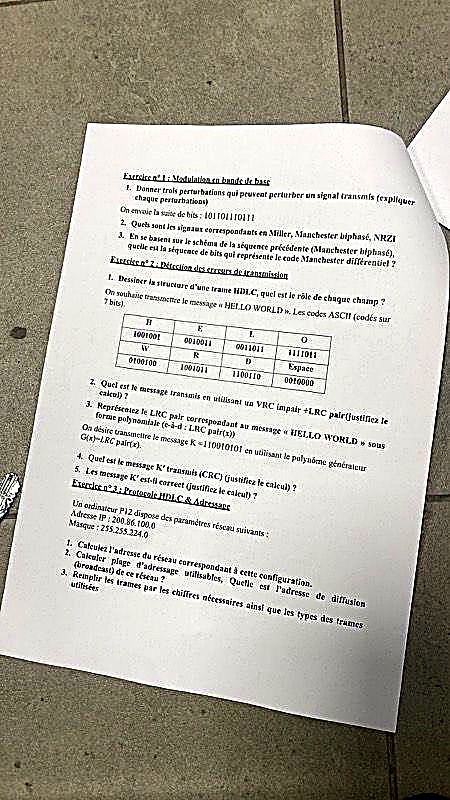 Exercice n° 1 : Modulation en bande de base
1. Donner trois perturbations qui peuvent perturber un signal transmis (expliquer
chaque perturbations)
On envoie la suite de bits : 101101110111
2. Quels sont les signaux correspondants en Miller, Manchester biphasé, NRZI
3. En se basent sur le schéma de la séquence précédente (Manchester biphasé),
quelle est la séquence de bits qui représente le code Manchester différentiel ?
Exercice n° 2 : Détection des erreurs de transmission
1. Dessiner la structure d'une trame HDLC, quel est le rôle de chaque champ ?
On souhaite transmettre le message « HELLO WORLD ». Les codes ASCII (codés sur
7 bits).
H E L O
1001001 0010011 0011011 1111011
W R D Espace
0100100 1001011 1100110 0010000
2. Quel est le message transmis en utilisant un VRC impair +LRC pair(justifiez le
calcul) ?
3. Représentez le LRC pair correspondant au message « HELLO WORLD » sous
forme polynomiale (c-à-d : LRC pair(x))
On désire transmettre le message K =110010101 en utilisant le polynôme générateur
G(x)=LRC pair(x).
4. Quel est le message K' transmis (CRC) (justifiez le calcul) ?
5. Les message K' est-il correct (justifiez le calcul) ?
Exercice n° 3 : Protocole HDLC & Adressage
Un ordinateur P12 dispose des paramètres réseau suivants :
Adresse IP : 200.86.100.0
Masque : 255.255.224.0
1. Calculez l'adresse du réseau correspondant à cette configuration.
2. Calculer plage d'adressage utilisables, Quelle est l'adresse de diffusion
(broadcast) de ce réseau ?
3. Remplir les trames par les chiffres nécessaires ainsi que les types des trames
utilisées